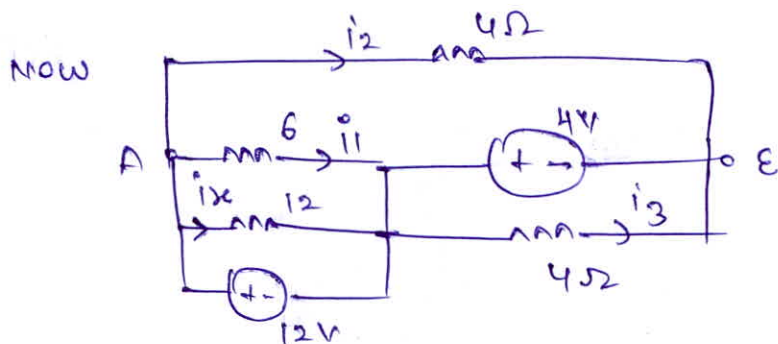 i2 4Ω
NOW
6 i1 4V
A + - E
ix 12 i3
+ - 4Ω
12V